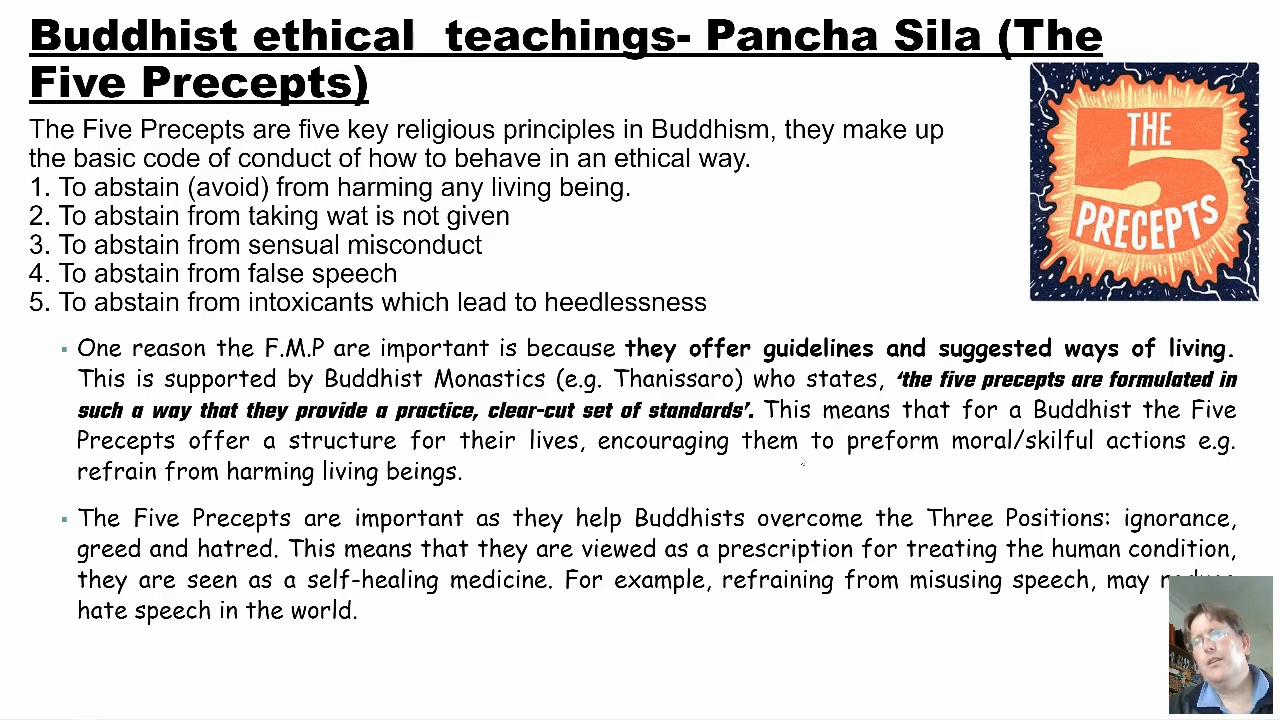 Buddhist ethical teachings- Pancha Sila (The
Five Precepts)
The Five Precepts are five key religious principles in Buddhism, they make up
the basic code of conduct of how to behave in an ethical way.
1. To abstain (avoid) from harming any living being.
2. To abstain from taking wat is not given
3. To abstain from sensual misconduct
4. To abstain from false speech
5. To abstain from intoxicants which lead to heedlessness
THE
5
PRECEPTS
▪ One reason the F.M.P are important is because they offer guidelines and suggested ways of living.
This is supported by Buddhist Monastics (e.g. Thanissaro) who states, ‘the five precepts are formulated in
such a way that they provide a practice, clear-cut set of standards’. This means that for a Buddhist the Five
Precepts offer a structure for their lives, encouraging them to preform moral/skilful actions e.g.
refrain from harming living beings.
▪ The Five Precepts are important as they help Buddhists overcome the Three Positions: ignorance,
greed and hatred. This means that they are viewed as a prescription for treating the human condition,
they are seen as a self-healing medicine. For example, refraining from misusing speech, may
hate speech in the world.